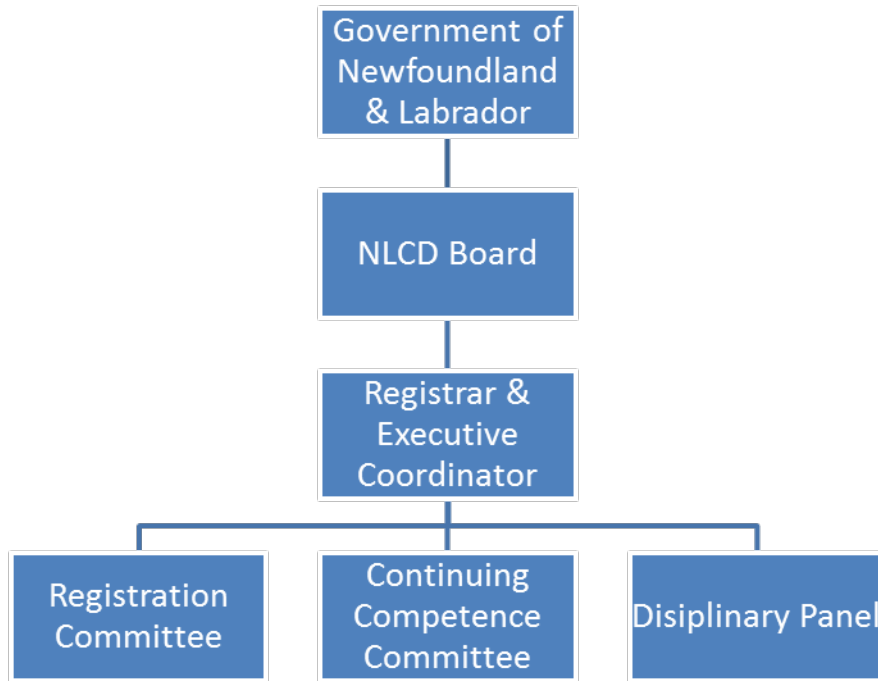 Government of
Newfoundland
& Labrador
NLCD Board
Registrar &
Executive
Coordinator
Registration
Committee
Continuing
Competence
Committee
Disiplinary Panel